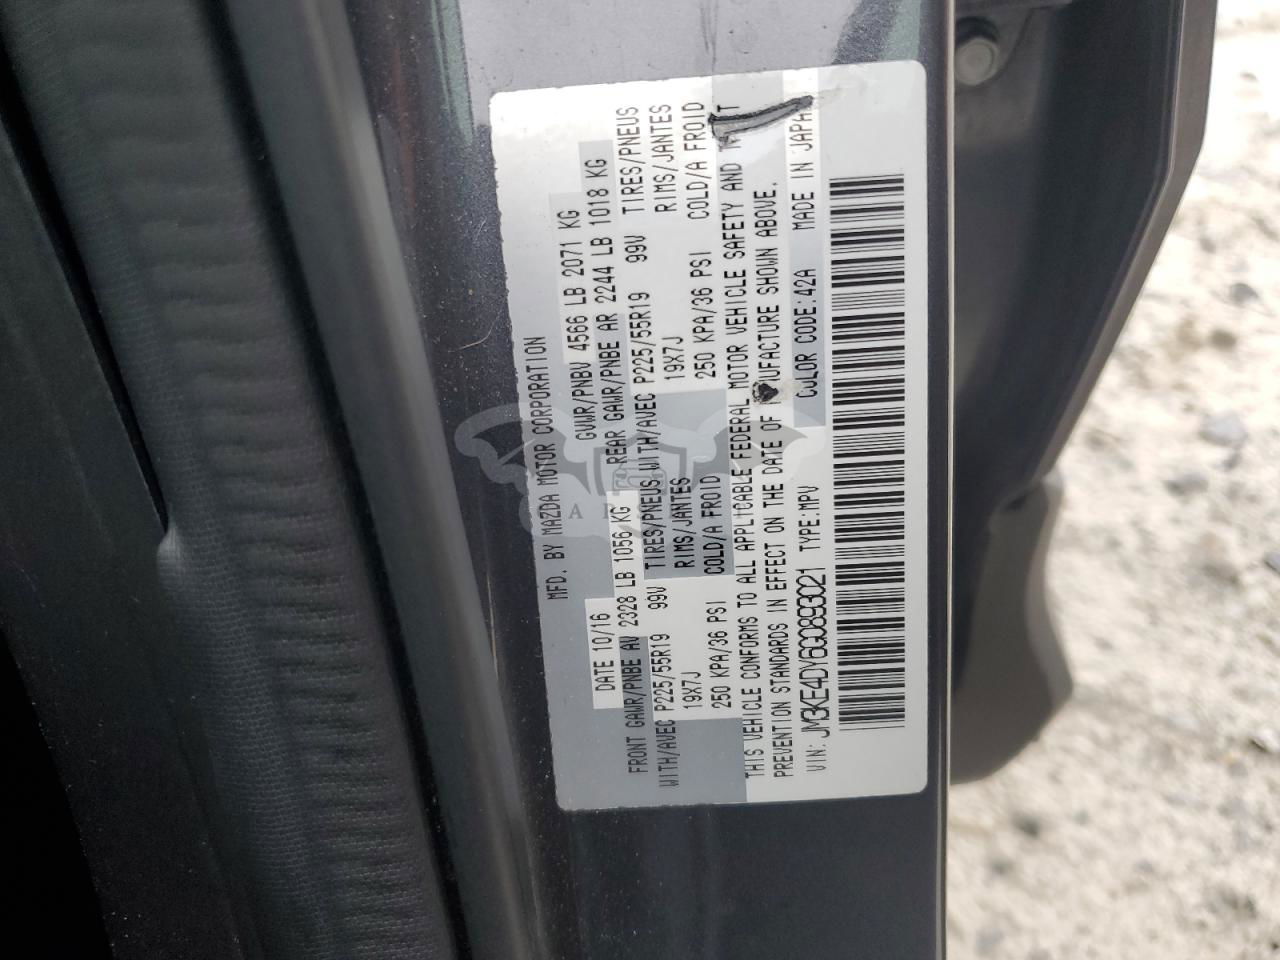 MFD. BY MAZDA MOTOR CORPORATION
DATE 10/16 GVWR/PNBV 4566 LB 2071 KG
FRONT GAWR/PNBE AV 2328 LB 1056 KG REAR GAWR/PNBE AR 2244 LB 1018 KG
WITH/AVEC P225/55R19 99V TIRES/PNEUS WITH/AVEC P225/55R19 99V TIRES/PNEUS
19X7J RIMS/JANTES 19X7J RIMS/JANTES
250 KPA/36 PSI COLD/A FROID 250 KPA/36 PSI COLD/A FROID
THIS VEHICLE CONFORMS TO ALL APPLICABLE FEDERAL MOTOR VEHICLE SAFETY AND
PREVENTION STANDARDS IN EFFECT ON THE DATE OF UFACTURE SHOWN ABOVE.
VIN: JM3KE4DY6G0893021 TYPE:MPV COLOR CODE:42A MADE IN JAPA